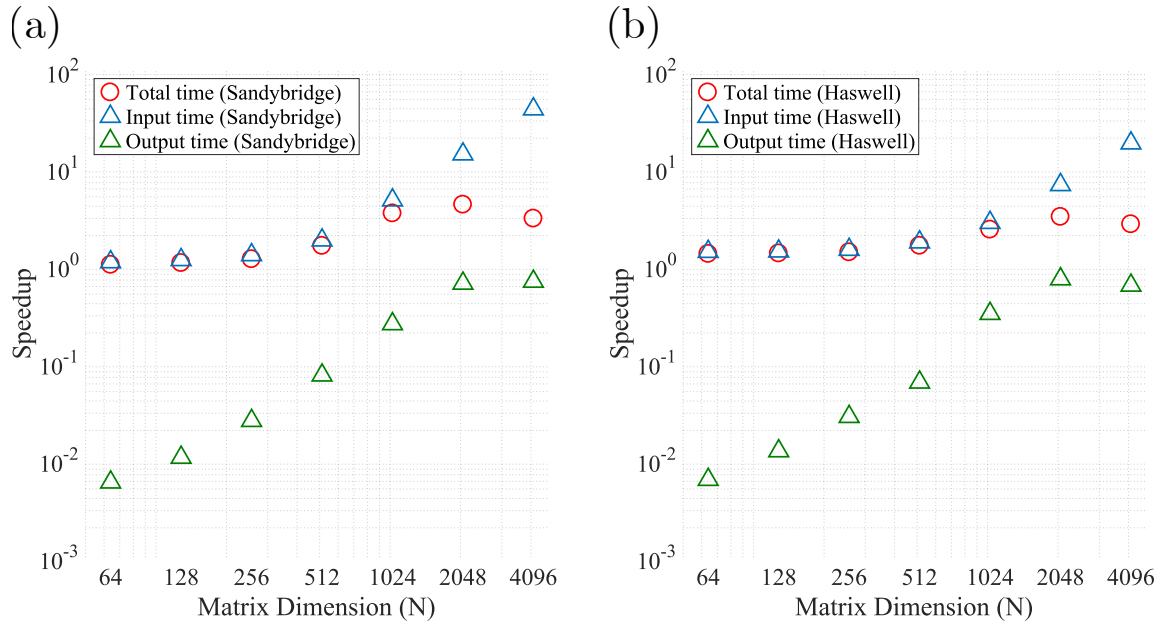 (a)
10^2
10^1
10^0
10^-1
10^-2
10^-3
Speedup
Total time (Sandybridge)
Input time (Sandybridge)
Output time (Sandybridge)
64 128 256 512 1024 2048 4096
Matrix Dimension (N)
(b)
10^2
10^1
10^0
10^-1
10^-2
10^-3
Speedup
Total time (Haswell)
Input time (Haswell)
Output time (Haswell)
64 128 256 512 1024 2048 4096
Matrix Dimension (N)